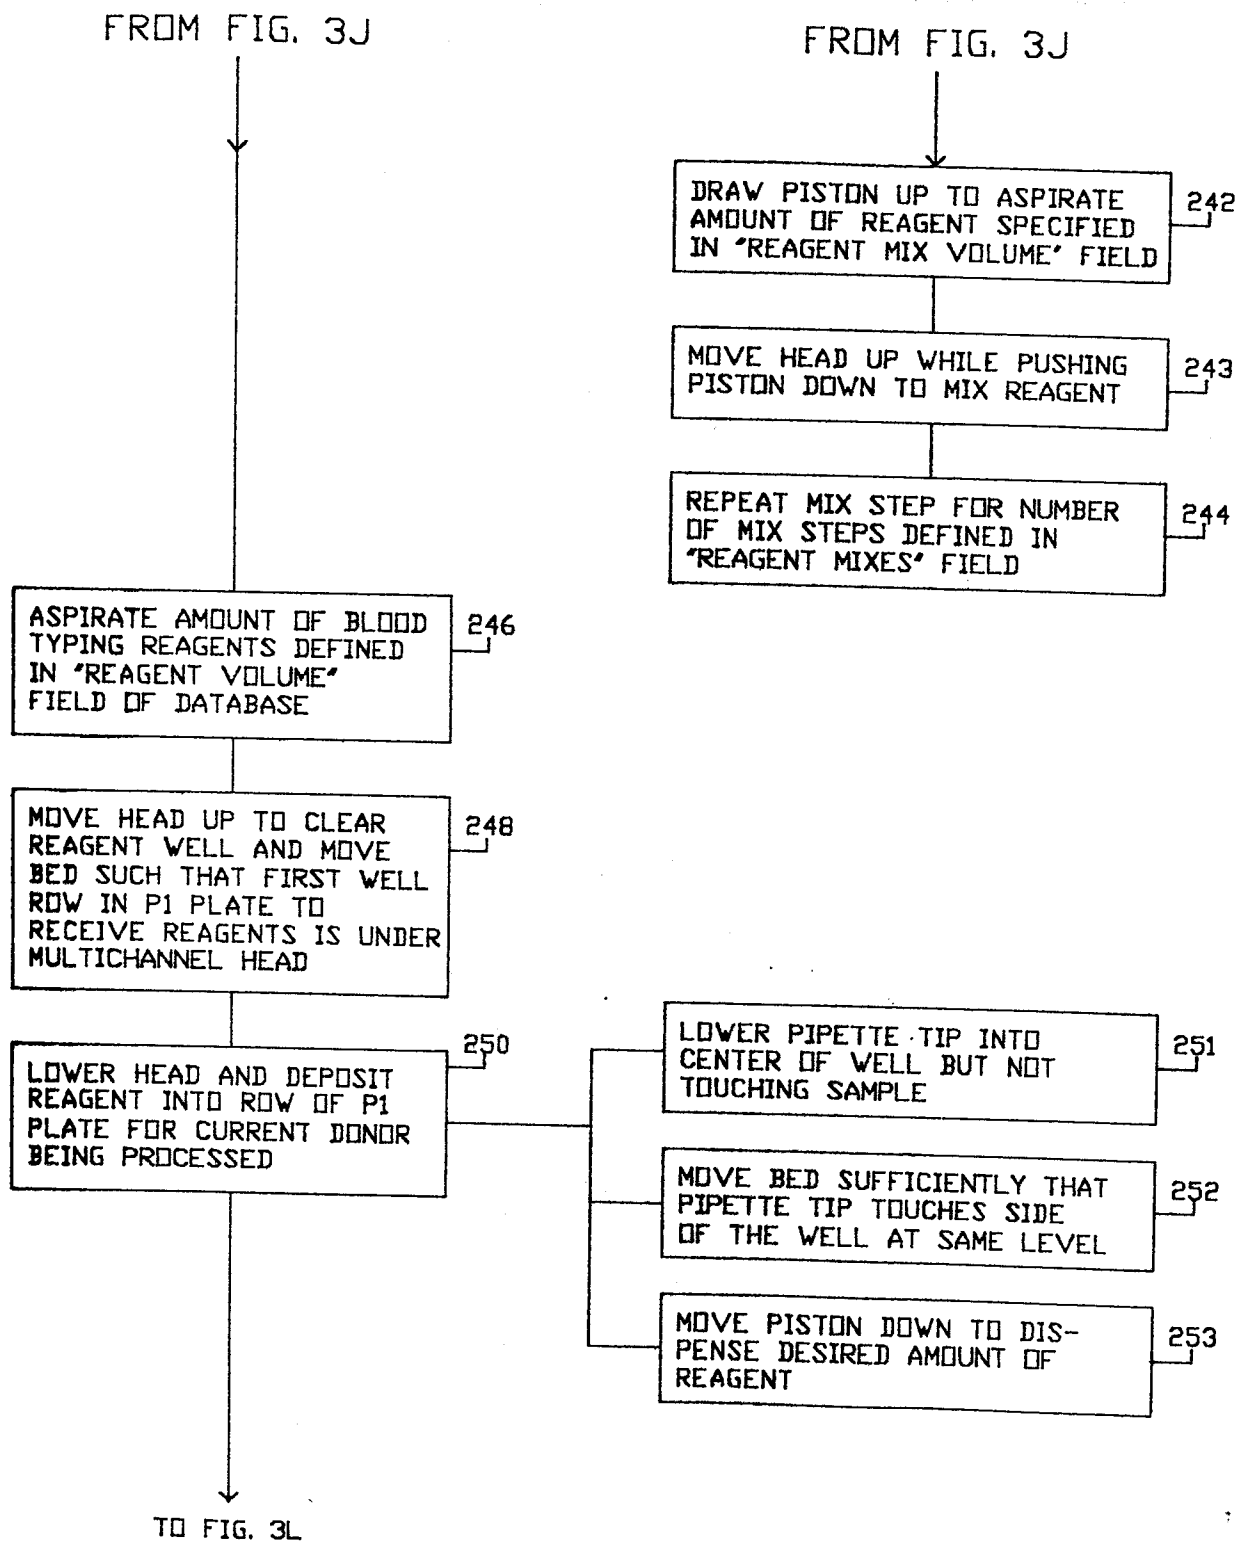 FROM FIG. 3J
FROM FIG. 3J
DRAW PISTON UP TO ASPIRATE
AMOUNT OF REAGENT SPECIFIED
IN "REAGENT MIX VOLUME" FIELD
242
MOVE HEAD UP WHILE PUSHING
PISTON DOWN TO MIX REAGENT
243
REPEAT MIX STEP FOR NUMBER
OF MIX STEPS DEFINED IN
"REAGENT MIXES" FIELD
244
ASPIRATE AMOUNT OF BLOOD
TYPING REAGENTS DEFINED
IN "REAGENT VOLUME"
FIELD OF DATABASE
246
MOVE HEAD UP TO CLEAR
REAGENT WELL AND MOVE
BED SUCH THAT FIRST WELL
ROW IN P1 PLATE TO
RECEIVE REAGENTS IS UNDER
MULTICHANNEL HEAD
248
LOWER HEAD AND DEPOSIT
REAGENT INTO ROW OF P1
PLATE FOR CURRENT DONOR
BEING PROCESSED
250
LOWER PIPETTE TIP INTO
CENTER OF WELL BUT NOT
TOUCHING SAMPLE
251
MOVE BED SUFFICIENTLY THAT
PIPETTE TIP TOUCHES SIDE
OF THE WELL AT SAME LEVEL
252
MOVE PISTON DOWN TO DIS-
PENSE DESIRED AMOUNT OF
REAGENT
253
TO FIG. 3L